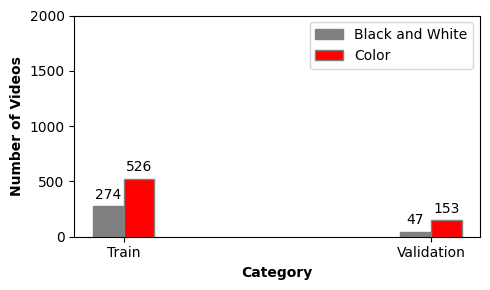 2000
1500
1000
500
0
Number of Videos
Black and White
Color
274
526
47
153
Train
Validation
Category